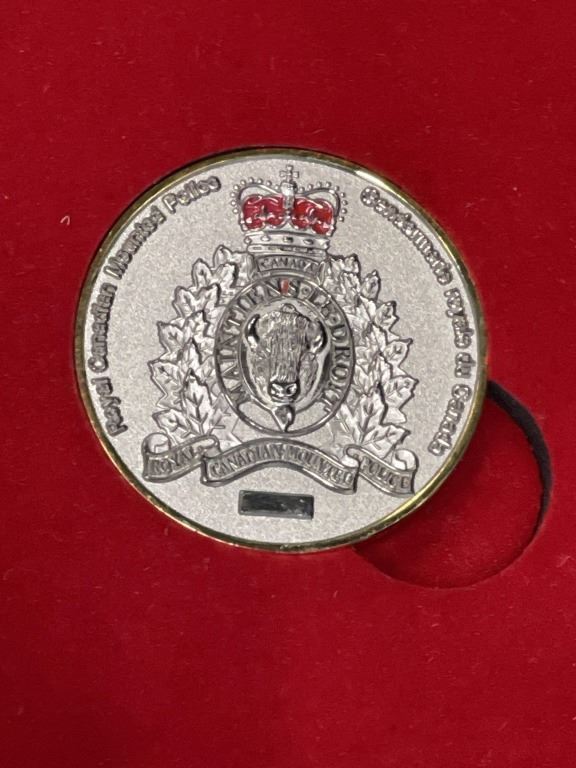 Royal Canadian Mounted Police
Gendarmerie royale du Canada
CANADA
MAINTIENS LE DROIT
ROYAL CANADIAN MOUNTED POLICE